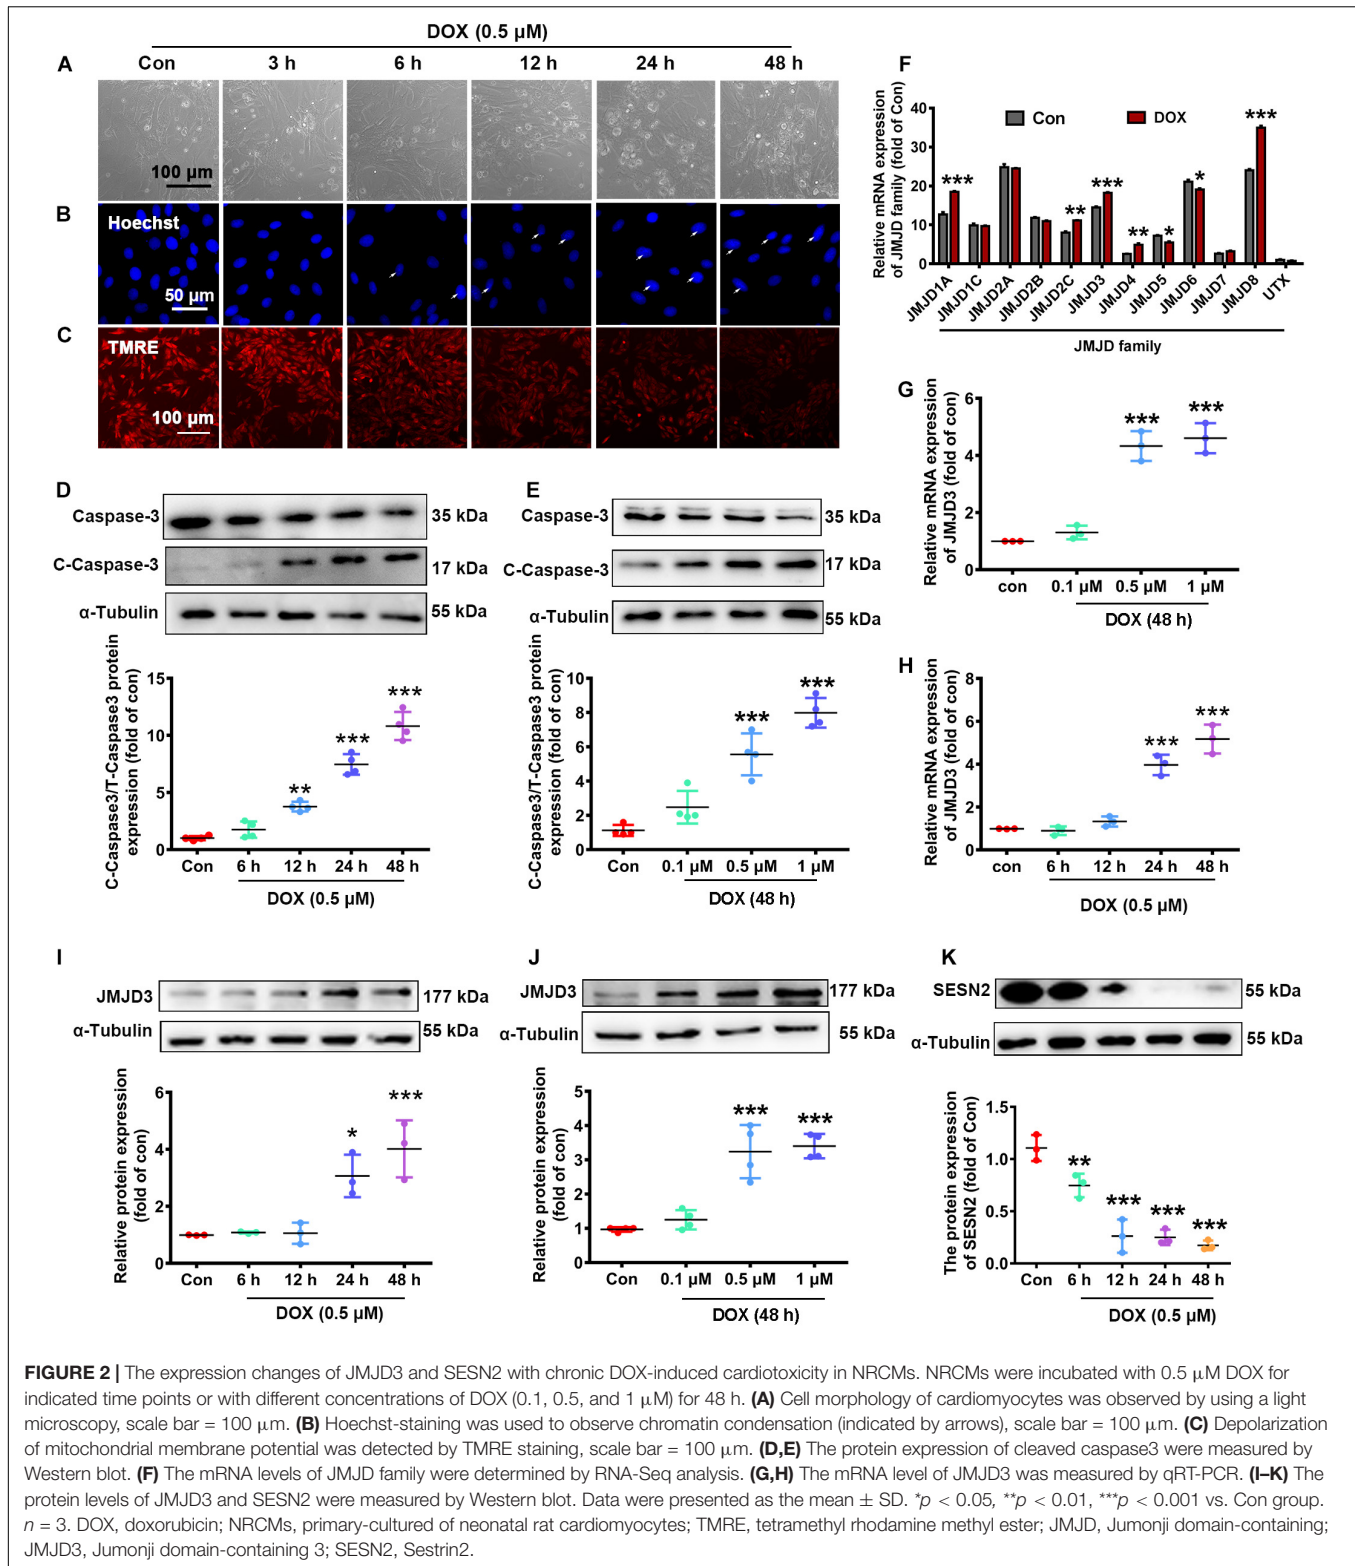 DOX (0.5 µM)
A
Con 3 h 6 h 12 h 24 h 48 h
100 µm
B
Hoechst
50 µm
C
TMRE
100 µm
F
Relative mRNA expression
of JMJD family (fold of Con)
40
30
20
10
0
Con DOX
*** *** ** *** ** * * ***
JMJD1A JMJD1C JMJD2A JMJD2B JMJD2C JMJD3 JMJD4 JMJD5 JMJD6 JMJD7 JMJD8 UTX
JMJD family
G
Relative mRNA expression
of JMJD3 (fold of con)
6
4
2
0
*** ***
con 0.1 µM 0.5 µM 1 µM
DOX (48 h)
D
Caspase-3 35 kDa
C-Caspase-3 17 kDa
α-Tubulin 55 kDa
C-Caspase3/T-Caspase3 protein
expression (fold of con)
15
10
5
0
** *** ***
Con 6 h 12 h 24 h 48 h
DOX (0.5 µM)
E
Caspase-3 35 kDa
C-Caspase-3 17 kDa
α-Tubulin 55 kDa
C-Caspase3/T-Caspase3 protein
expression (fold of con)
10
8
6
4
2
0
*** ***
Con 0.1 µM 0.5 µM 1 µM
DOX (48 h)
H
Relative mRNA expression
of JMJD3 (fold of con)
8
6
4
2
0
*** ***
con 6 h 12 h 24 h 48 h
DOX (0.5 µM)
I
JMJD3 177 kDa
α-Tubulin 55 kDa
Relative protein expression
(fold of con)
6
4
2
0
* ***
Con 6 h 12 h 24 h 48 h
DOX (0.5 µM)
J
JMJD3 177 kDa
α-Tubulin 55 kDa
Relative protein expression
(fold of con)
5
4
3
2
1
0
*** ***
Con 0.1 µM 0.5 µM 1 µM
DOX (48 h)
K
SESN2 55 kDa
α-Tubulin 55 kDa
The protein expression
of SESN2 (fold of Con)
1.5
1.0
0.5
0.0
** *** *** ***
Con 6 h 12 h 24 h 48 h
DOX (0.5 µM)
FIGURE 2 | The expression changes of JMJD3 and SESN2 with chronic DOX-induced cardiotoxicity in NRCMs. NRCMs were incubated with 0.5 µM DOX for
indicated time points or with different concentrations of DOX (0.1, 0.5, and 1 µM) for 48 h. (A) Cell morphology of cardiomyocytes was observed by using a light
microscopy, scale bar = 100 µm. (B) Hoechst-staining was used to observe chromatin condensation (indicated by arrows), scale bar = 100 µm. (C) Depolarization
of mitochondrial membrane potential was detected by TMRE staining, scale bar = 100 µm. (D,E) The protein expression of cleaved caspase3 were measured by
Western blot. (F) The mRNA levels of JMJD family were determined by RNA-Seq analysis. (G,H) The mRNA level of JMJD3 was measured by qRT-PCR. (I–K) The
protein levels of JMJD3 and SESN2 were measured by Western blot. Data were presented as the mean ± SD. *p < 0.05, **p < 0.01, ***p < 0.001 vs. Con group.
n = 3. DOX, doxorubicin; NRCMs, primary-cultured of neonatal rat cardiomyocytes; TMRE, tetramethyl rhodamine methyl ester; JMJD, Jumonji domain-containing;
JMJD3, Jumonji domain-containing 3; SESN2, Sestrin2.